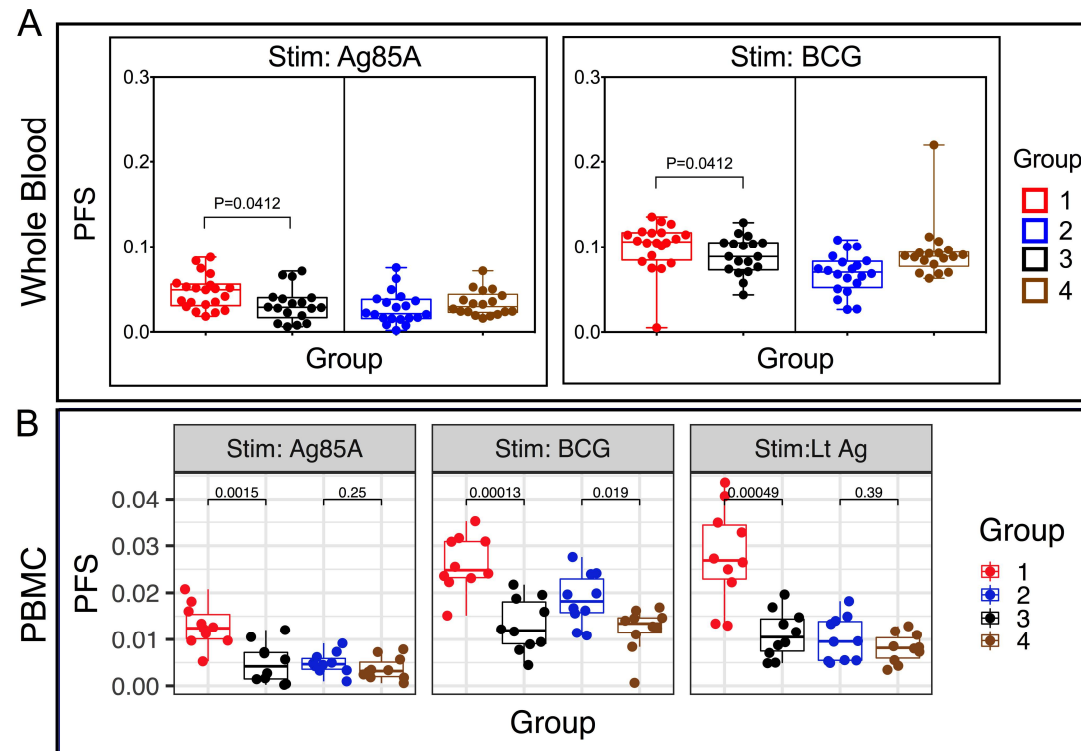 A
Whole Blood
PFS
Stim: Ag85A
0.3
0.2
0.1
0.0
P=0.0412
Group
Stim: BCG
0.3
0.2
0.1
0.0
P=0.0412
Group
Group
1
2
3
4
B
PBMC
PFS
Stim: Ag85A
Stim: BCG
Stim:Lt Ag
0.04
0.03
0.02
0.01
0.00
0.0015
0.25
0.00013
0.019
0.00049
0.39
Group
Group
1
2
3
4